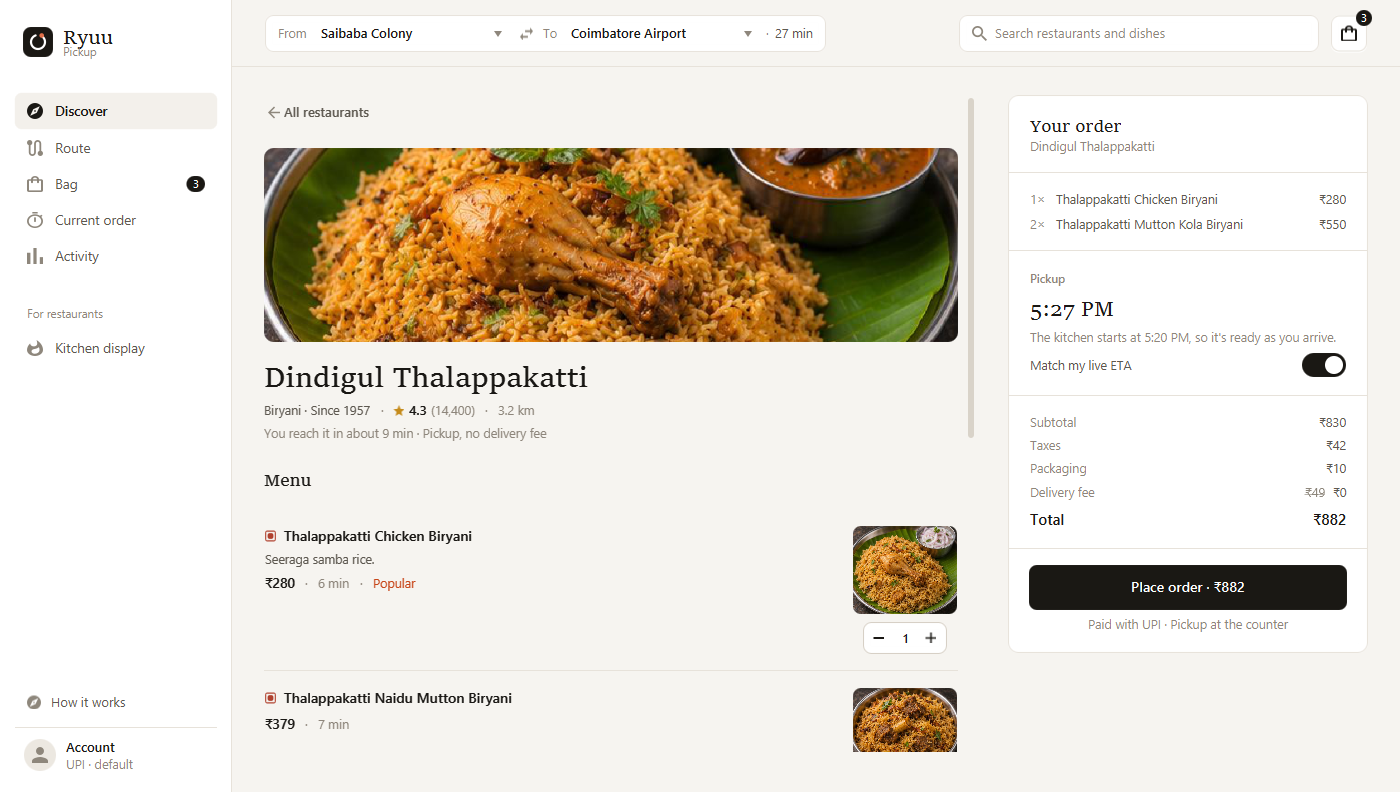 Ryuu
Pickup
Discover
Route
Bag 3
Current order
Activity
For restaurants
Kitchen display
How it works
Account
UPI · default
From Saibaba Colony To Coimbatore Airport · 27 min
Search restaurants and dishes
3
All restaurants
Dindigul Thalappakatti
Biryani · Since 1957 · 4.3 (14,400) · 3.2 km
You reach it in about 9 min · Pickup, no delivery fee
Menu
Thalappakatti Chicken Biryani
Seeraga samba rice.
₹280 · 6 min · Popular
1
Thalappakatti Naidu Mutton Biryani
₹379 · 7 min
Your order
Dindigul Thalappakatti
1× Thalappakatti Chicken Biryani ₹280
2× Thalappakatti Mutton Kola Biryani ₹550
Pickup
5:27 PM
The kitchen starts at 5:20 PM, so it's ready as you arrive.
Match my live ETA
Subtotal ₹830
Taxes ₹42
Packaging ₹10
Delivery fee ₹49 ₹0
Total ₹882
Place order · ₹882
Paid with UPI · Pickup at the counter